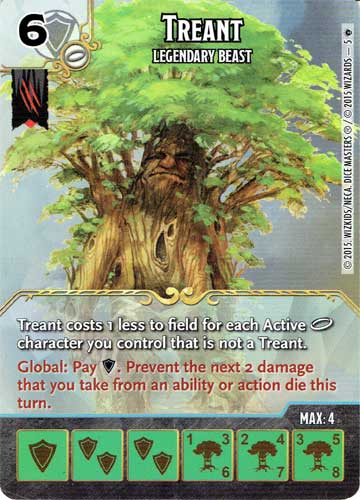 6
TREANT
LEGENDARY BEAST
© 2015 WIZKIDS/NECA. DICE MASTERS ® / © 2015 WIZARDS — 5
Treant costs 1 less to field for each Active
character you control that is not a Treant.
Global: Pay . Prevent the next 2 damage
that you take from an ability or action die this
turn.
MAX: 4
1 3 6
2 4 7
3 5 8